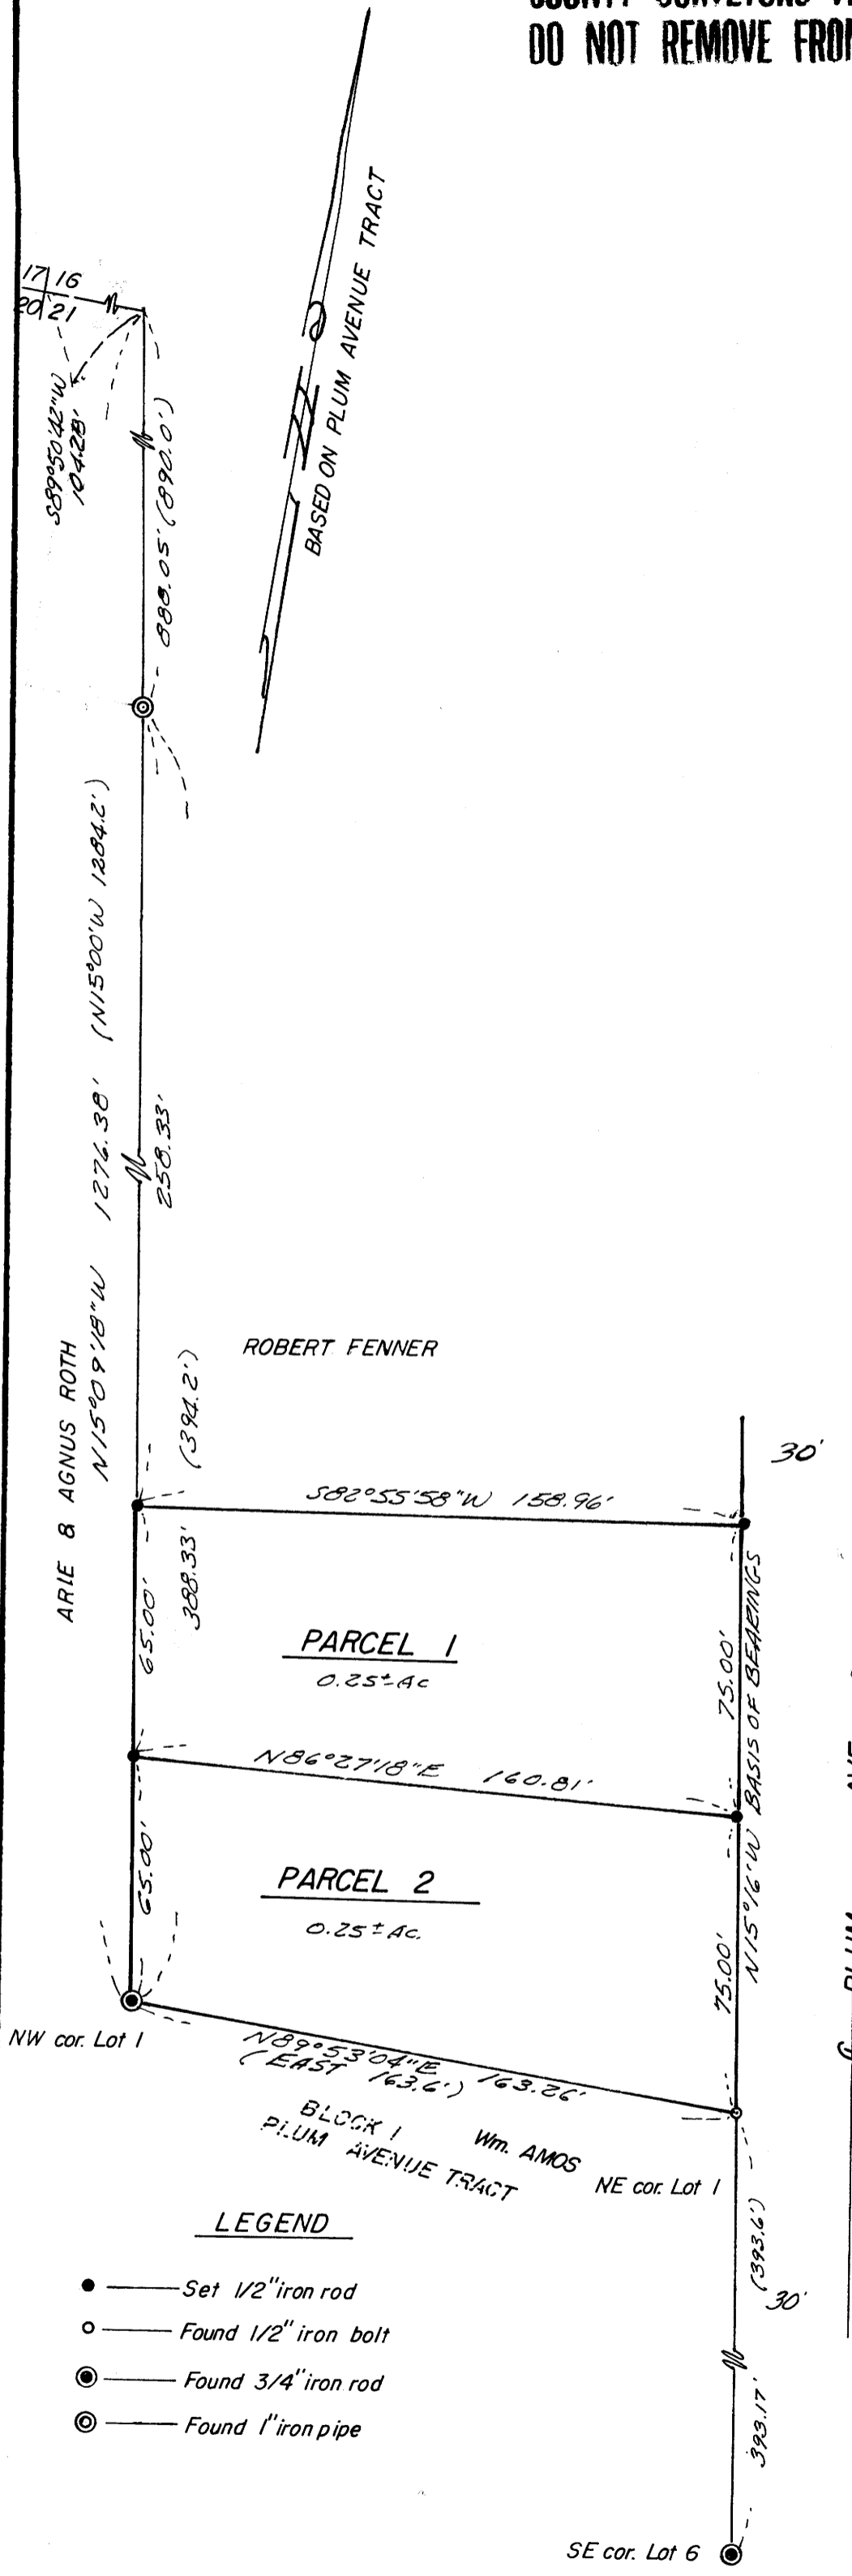 DO NOT REMOVE FROM
BASED ON PLUM AVENUE TRACT
17 16
20 21
S89°50'42"W
104.28'
888.05' (890.0')
N15°09'18"W 1276.38' (N15°00'W 1284.2')
258.33'
ARIE & AGNUS ROTH
ROBERT FENNER
(394.2')
388.33'
30'
S82°55'58"W 158.96'
65.00'
PARCEL 1
0.25±Ac
75.00'
N15°16'W BASIS OF BEARINGS
N86°27'18"E 160.81'
65.00'
PARCEL 2
0.25±Ac.
75.00'
PLUM AVE
NW cor. Lot 1
N89°53'04"E 163.26'
(EAST 163.6')
BLOCK 1
PLUM AVENUE TRACT
Wm. AMOS
NE cor. Lot 1
(393.6')
30'
393.17'
LEGEND
Set 1/2" iron rod
Found 1/2" iron bolt
Found 3/4" iron rod
Found 1" iron pipe
SE cor. Lot 6